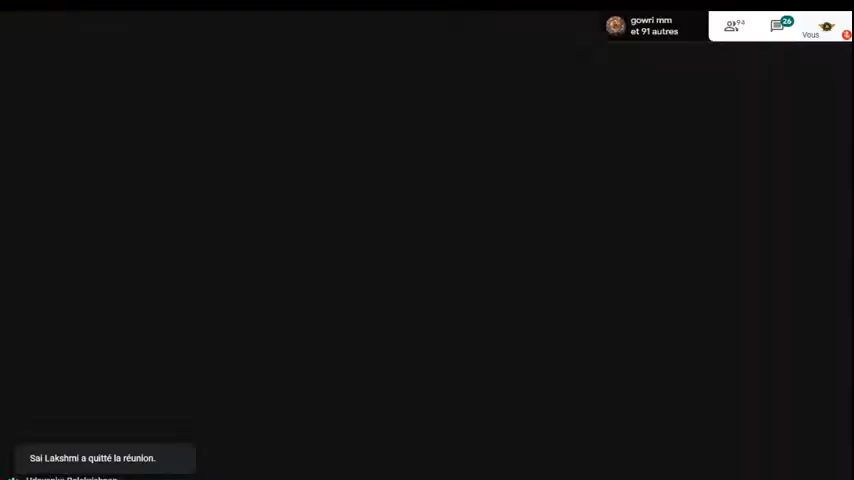 gowri mm
et 91 autres
94
26
Vous
Sai Lakshmi a quitté la réunion.